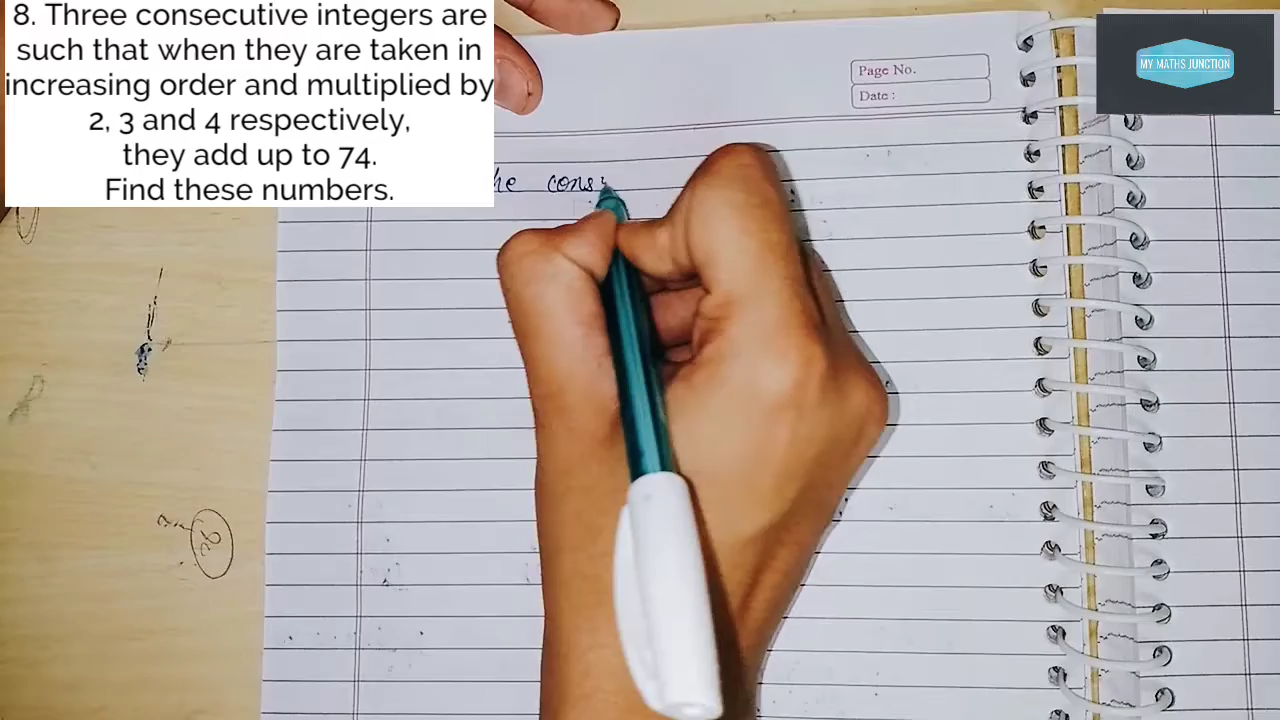 8. Three consecutive integers are
such that when they are taken in
increasing order and multiplied by
2, 3 and 4 respectively,
they add up to 74.
Find these numbers.
MY MATHS JUNCTION
Page No.
Date :
he cons